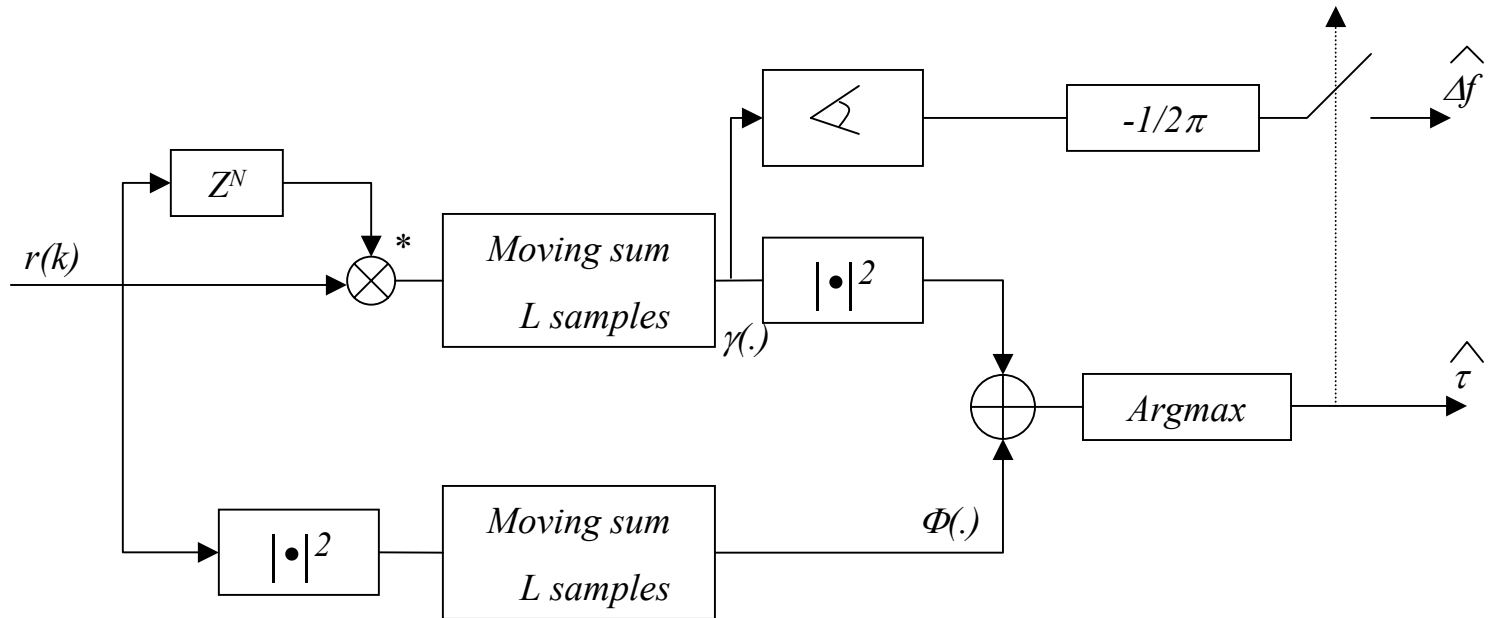 Δf
-1/2π
Z^N
*
r(k)
Moving sum
L samples
|•|²
γ(.)
τ
Argmax
Moving sum
L samples
Φ(.)
|•|²